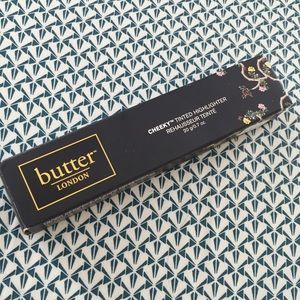 butter
LONDON
CHEEKY™ TINTED HIGHLIGHTER
REHAUSSEUR TEINTÉ
20 g/0.7 oz.